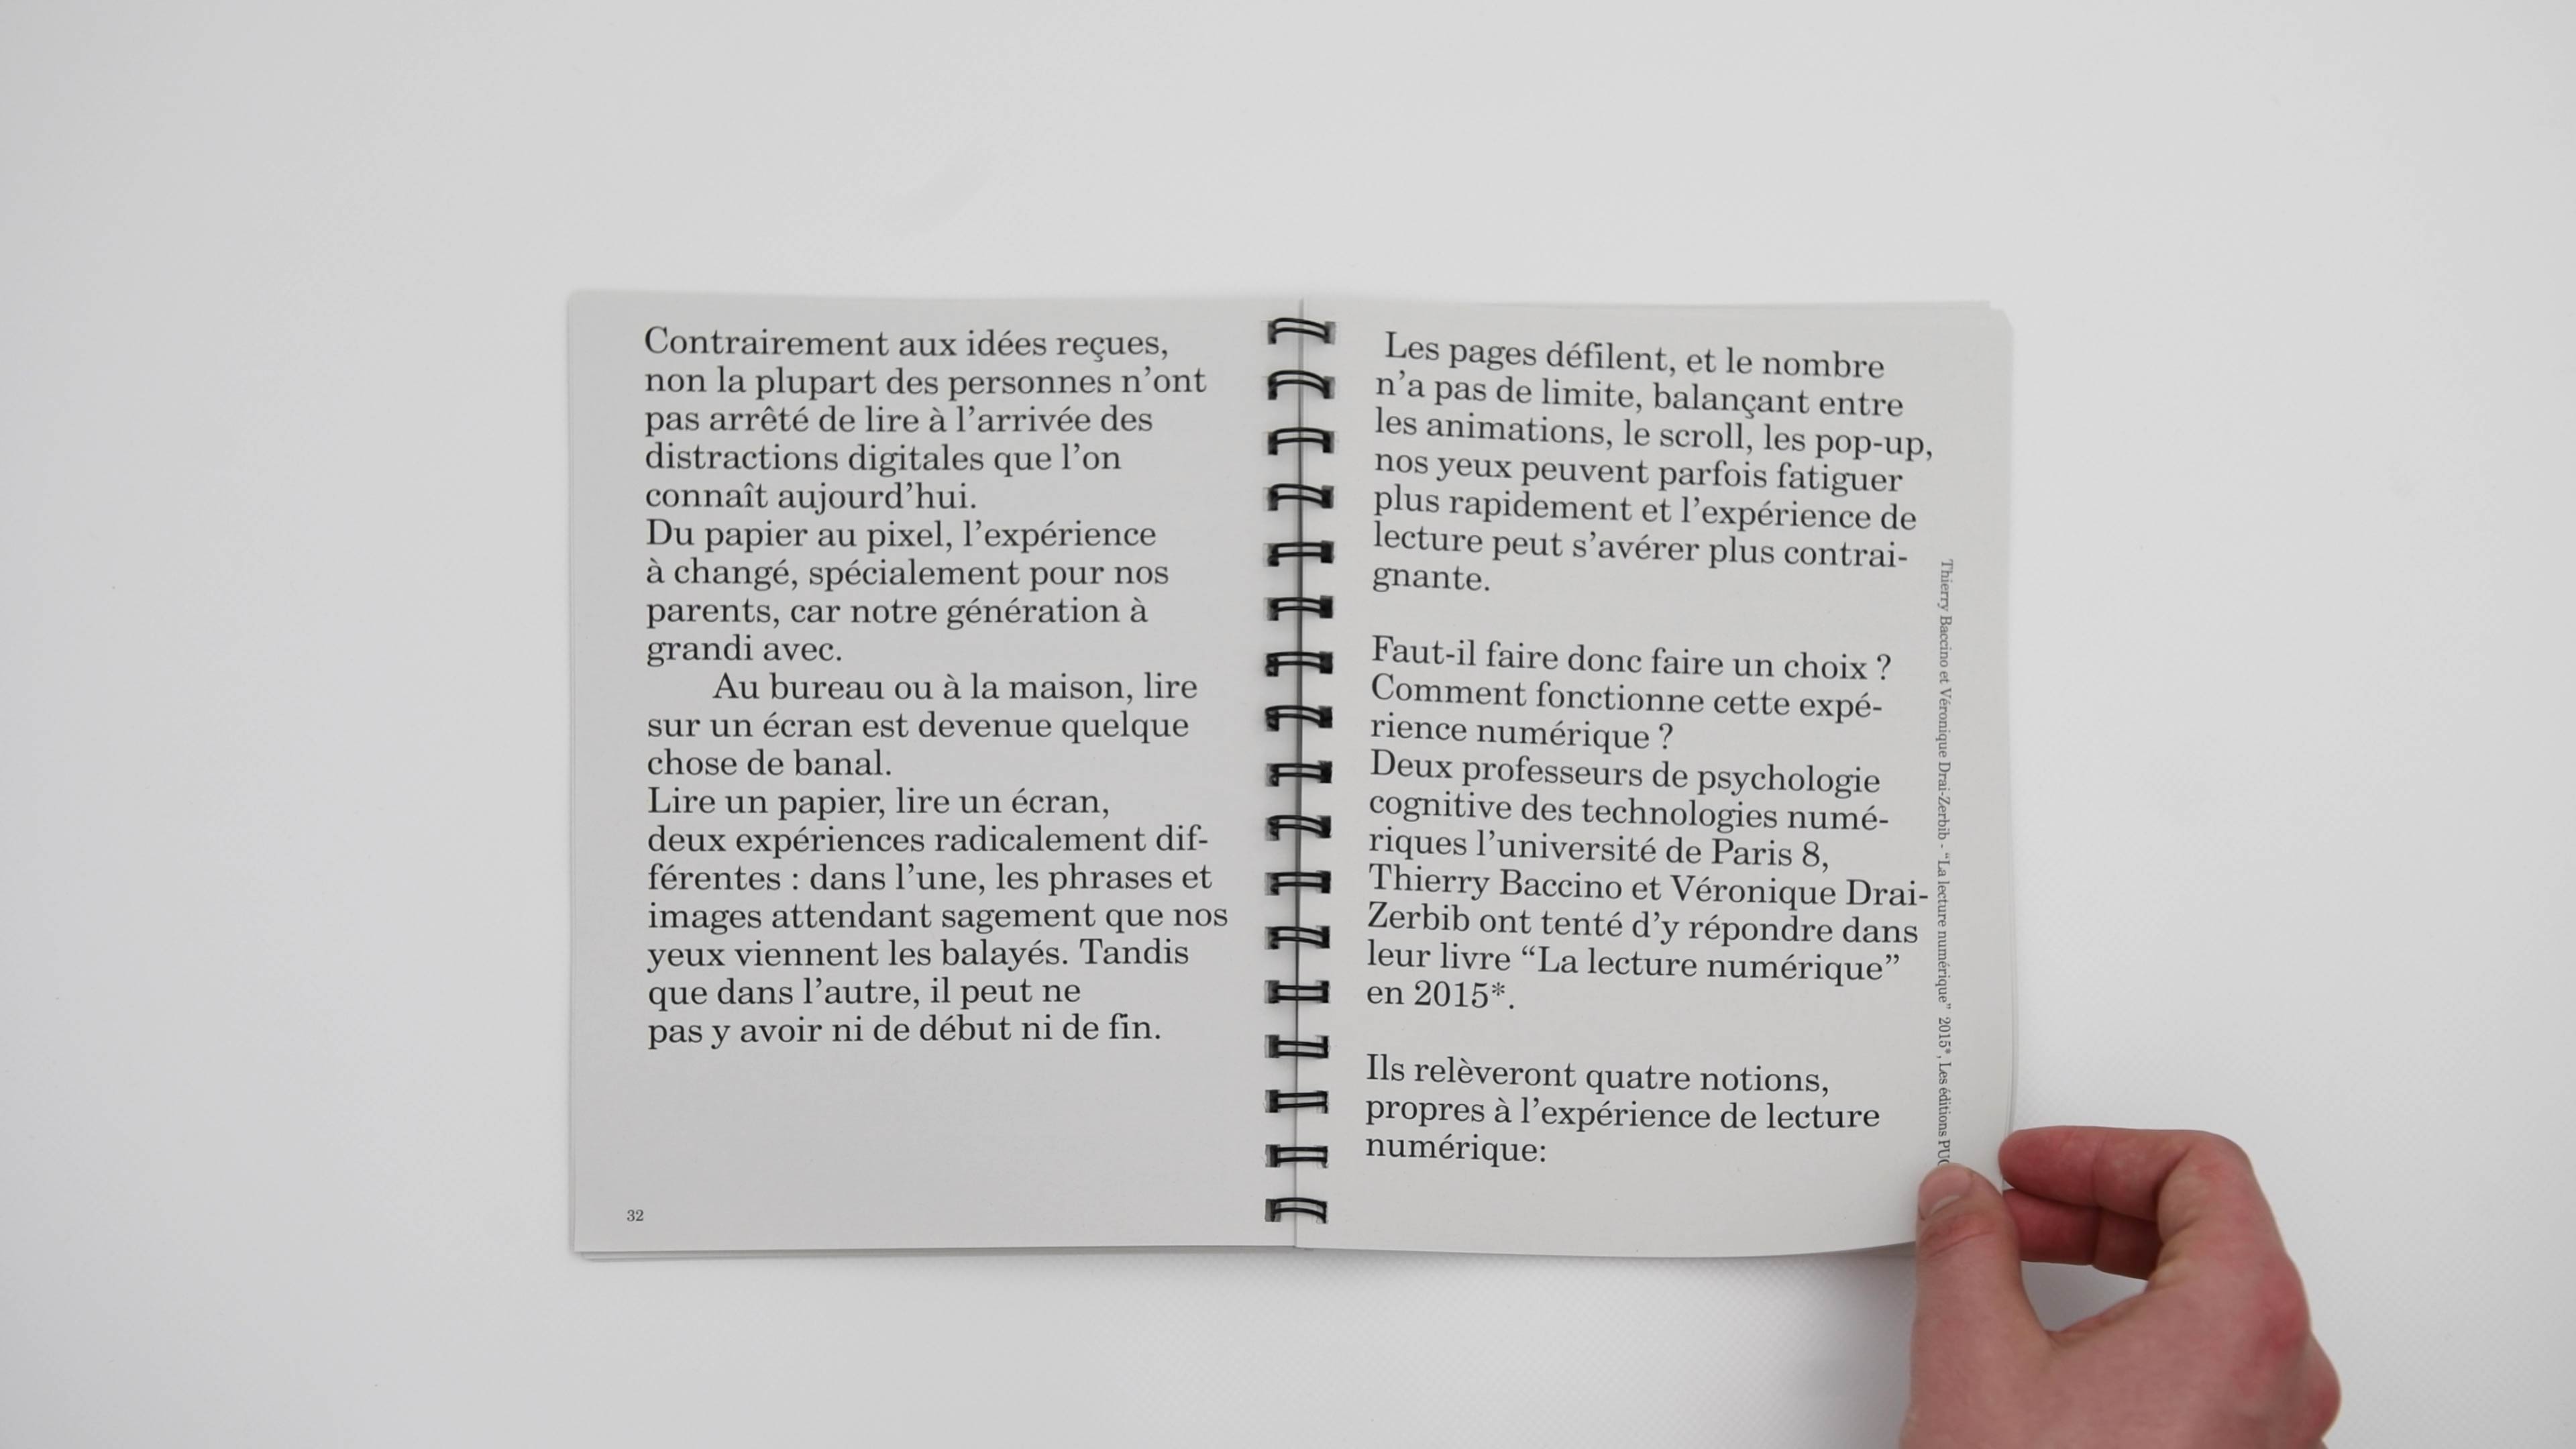 Contrairement aux idées reçues,
non la plupart des personnes n’ont
pas arrêté de lire à l’arrivée des
distractions digitales que l’on
connaît aujourd’hui.
Du papier au pixel, l’expérience
à changé, spécialement pour nos
parents, car notre génération à
grandi avec.
Au bureau ou à la maison, lire
sur un écran est devenue quelque
chose de banal.
Lire un papier, lire un écran,
deux expériences radicalement dif-
férentes : dans l’une, les phrases et
images attendant sagement que nos
yeux viennent les balayés. Tandis
que dans l’autre, il peut ne
pas y avoir ni de début ni de fin.
32
Les pages défilent, et le nombre
n’a pas de limite, balançant entre
les animations, le scroll, les pop-up,
nos yeux peuvent parfois fatiguer
plus rapidement et l’expérience de
lecture peut s’avérer plus contrai-
gnante.
Faut-il faire donc faire un choix ?
Comment fonctionne cette expé-
rience numérique ?
Deux professeurs de psychologie
cognitive des technologies numé-
riques l’université de Paris 8,
Thierry Baccino et Véronique Drai-
Zerbib ont tenté d’y répondre dans
leur livre “La lecture numérique”
en 2015*.
Ils relèveront quatre notions,
propres à l’expérience de lecture
numérique:
Thierry Baccino et Véronique Drai-Zerbib - “La lecture numérique” 2015*, Les éditions